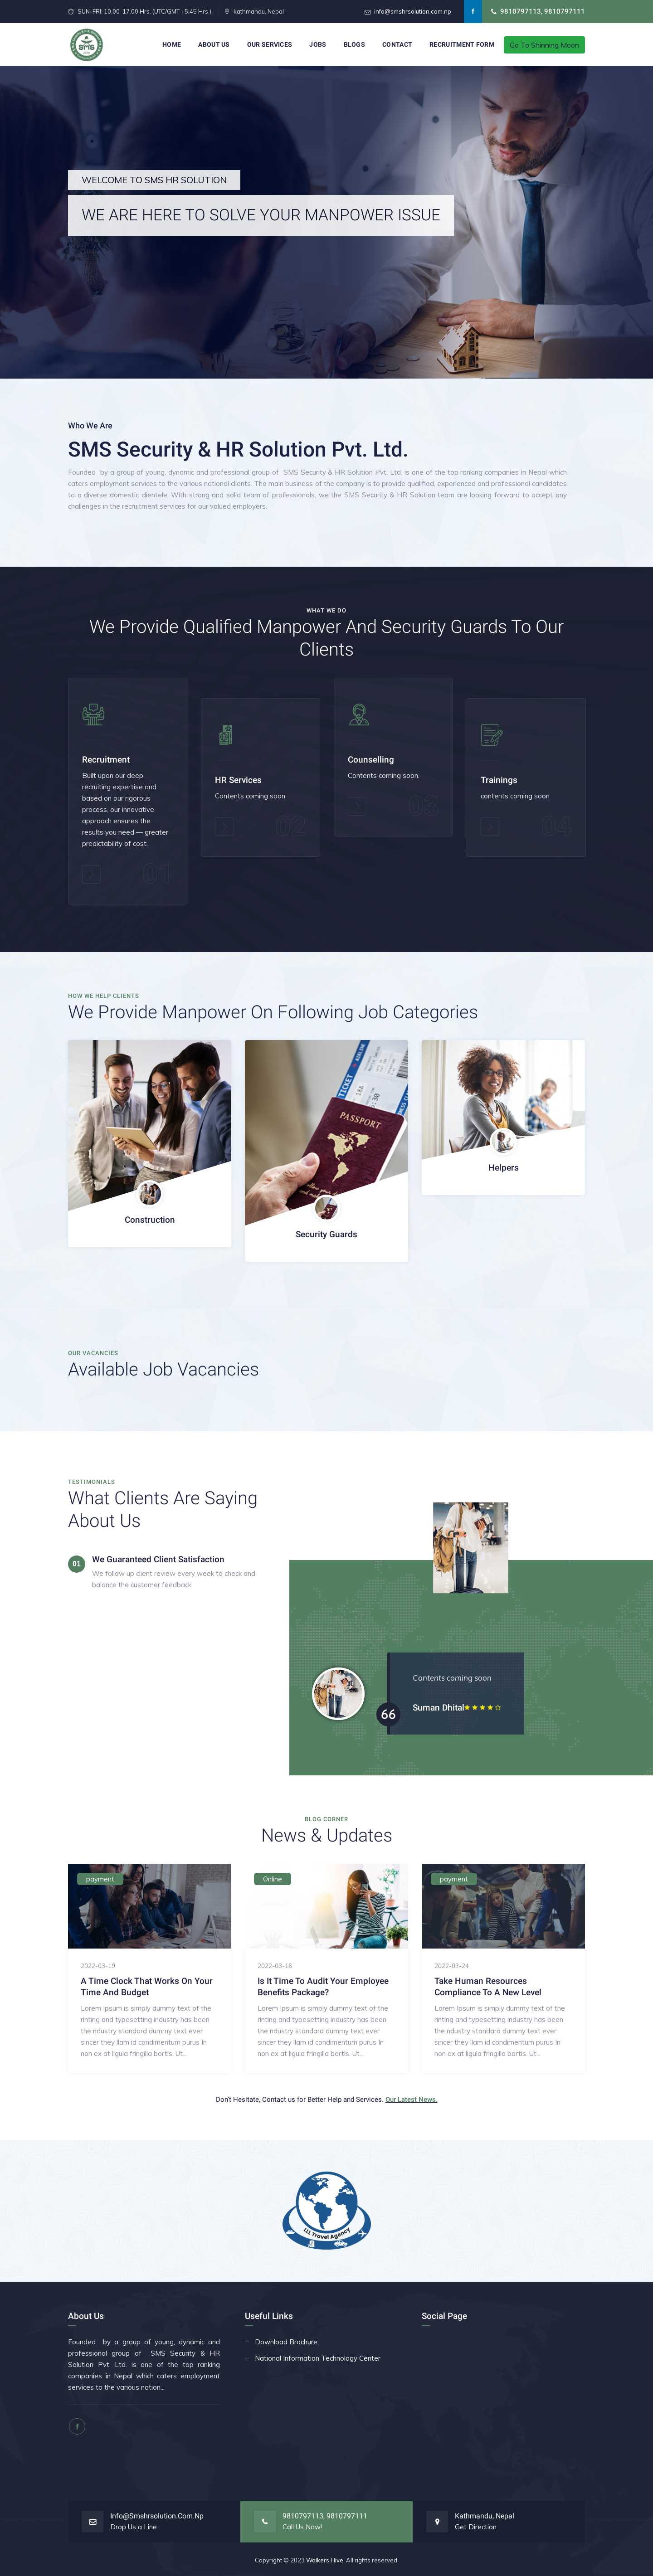 SUN-FRI: 10.00-17.00 Hrs. (UTC/GMT +5:45 Hrs.)
kathmandu, Nepal
info@smshrsolution.com.np
9810797113, 9810797111
SMS
HOME
ABOUT US
OUR SERVICES
JOBS
BLOGS
CONTACT
RECRUITMENT FORM
Go To Shinning Moon
WELCOME TO SMS HR SOLUTION
WE ARE HERE TO SOLVE YOUR MANPOWER ISSUE
Who We Are
SMS Security & HR Solution Pvt. Ltd.
Founded by a group of young, dynamic and professional group of SMS Security & HR Solution Pvt. Ltd. is one of the top ranking companies in Nepal which
caters employment services to the various national clients. The main business of the company is to provide qualified, experienced and professional candidates
to a diverse domestic clientele. With strong and solid team of professionals, we the SMS Security & HR Solution team are looking forward to accept any
challenges in the recruitment services for our valued employers.
WHAT WE DO
We Provide Qualified Manpower And Security Guards To Our
Clients
Recruitment
Built upon our deep
recruiting expertise and
based on our rigorous
process, our innovative
approach ensures the
results you need — greater
predictability of cost.
01
HR Services
Contents coming soon.
02
Counselling
Contents coming soon.
03
Trainings
contents coming soon
04
HOW WE HELP CLIENTS
We Provide Manpower On Following Job Categories
PASSPORT
TICKET
Construction
Security Guards
Helpers
OUR VACANCIES
Available Job Vacancies
TESTIMONIALS
What Clients Are Saying
About Us
01
We Guaranteed Client Satisfaction
We follow up client review every week to check and
balance the customer feedback.
Contents coming soon
Suman Dhital
BLOG CORNER
News & Updates
payment
2022-03-19
A Time Clock That Works On Your
Time And Budget
Lorem Ipsum is simply dummy text of the
rinting and typesetting industry has been
the ndustry standard dummy text ever
sincer they llam id condimentum purus In
non ex at ligula fringilla bortis. Ut...
Online
2022-03-16
Is It Time To Audit Your Employee
Benefits Package?
Lorem Ipsum is simply dummy text of the
rinting and typesetting industry has been
the ndustry standard dummy text ever
sincer they llam id condimentum purus In
non ex at ligula fringilla bortis. Ut...
payment
2022-03-24
Take Human Resources
Compliance To A New Level
Lorem Ipsum is simply dummy text of the
rinting and typesetting industry has been
the ndustry standard dummy text ever
sincer they llam id condimentum purus In
non ex at ligula fringilla bortis. Ut...
Don't Hesitate, Contact us for Better Help and Services. Our Latest News.
LLL Travel Agency
About Us
Founded by a group of young, dynamic and
professional group of SMS Security & HR
Solution Pvt. Ltd. is one of the top ranking
companies in Nepal which caters employment
services to the various nation...
Useful Links
Download Brochure
National Information Technology Center
Social Page
Info@Smshrsolution.Com.Np
Drop Us a Line
9810797113, 9810797111
Call Us Now!
Kathmandu, Nepal
Get Direction
Copyright © 2023 Walkers Hive. All rights reserved.